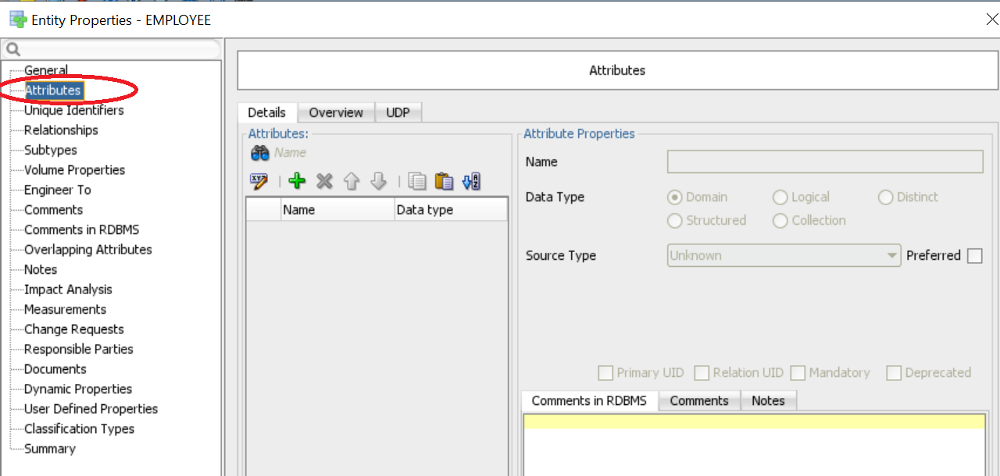 Entity Properties - EMPLOYEE
General
Attributes
Unique Identifiers
Relationships
Subtypes
Volume Properties
Engineer To
Comments
Comments in RDBMS
Overlapping Attributes
Notes
Impact Analysis
Measurements
Change Requests
Responsible Parties
Documents
Dynamic Properties
User Defined Properties
Classification Types
Summary
Attributes
Details Overview UDP
Attributes:
Name
Name Data type
Attribute Properties
Name
Data Type Domain Logical Distinct
Structured Collection
Source Type Unknown Preferred
Primary UID Relation UID Mandatory Deprecated
Comments in RDBMS Comments Notes